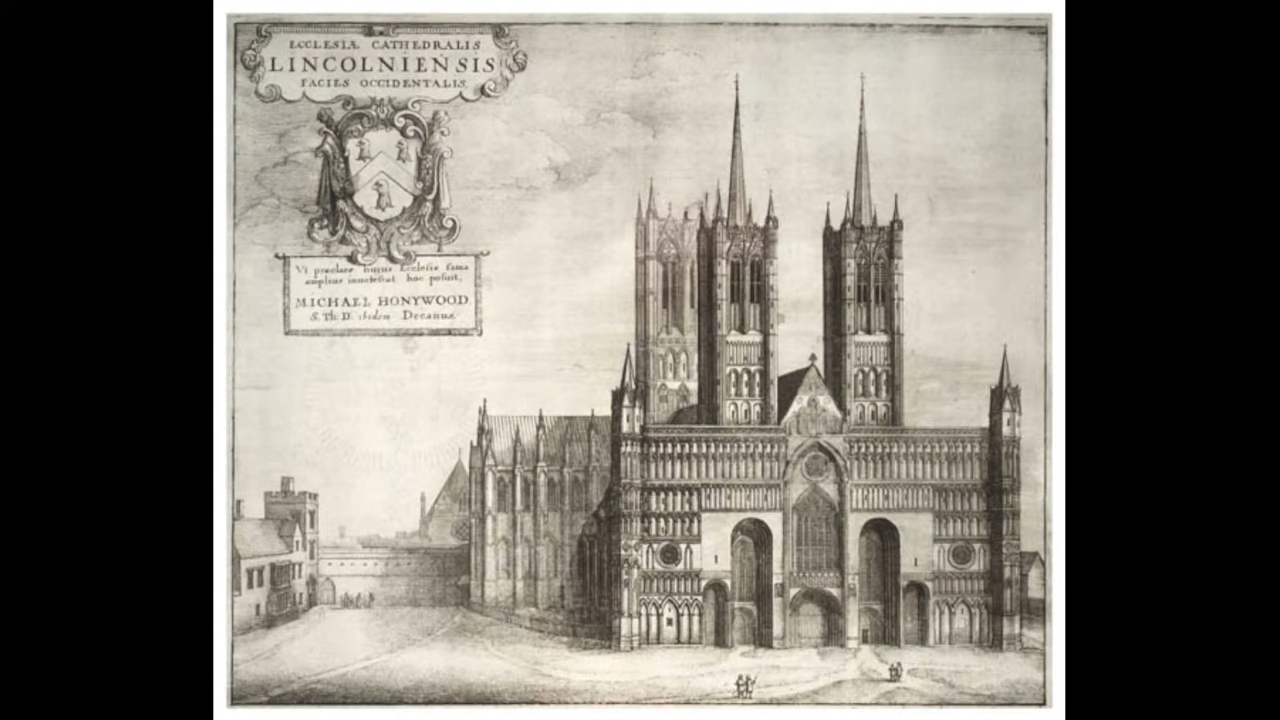 ECCLESIÆ CATHEDRALIS
LINCOLNIENSIS
FACIES OCCIDENTALIS.
Vt præclare huius Ecclesiæ fama
amplius innotescat hoc posuit,
MICHAEL HONYWOOD
S. Th: D. ibidem Decanus.